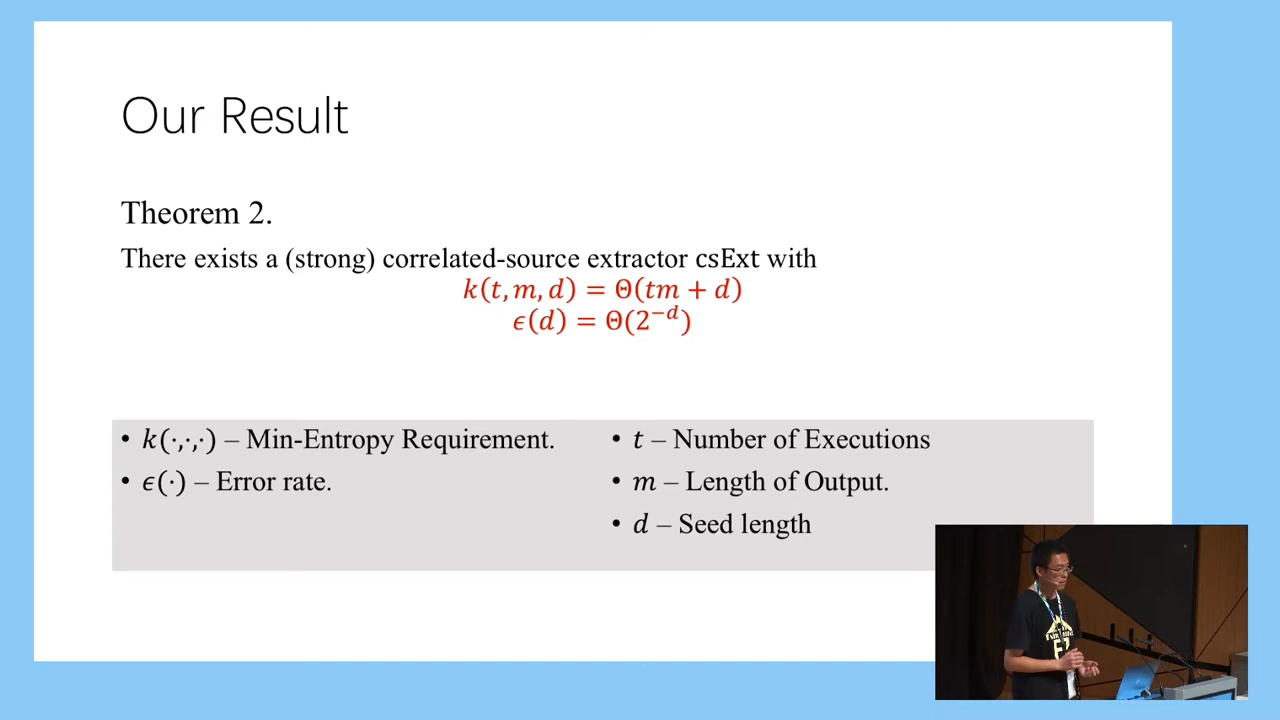 Our Result
Theorem 2.
There exists a (strong) correlated-source extractor csExt with
k(t, m, d) = Θ(tm + d)
ϵ(d) = Θ(2^{−d})
• k(·,·,·) – Min-Entropy Requirement.
• ϵ(·) – Error rate.
• t – Number of Executions
• m – Length of Output.
• d – Seed length